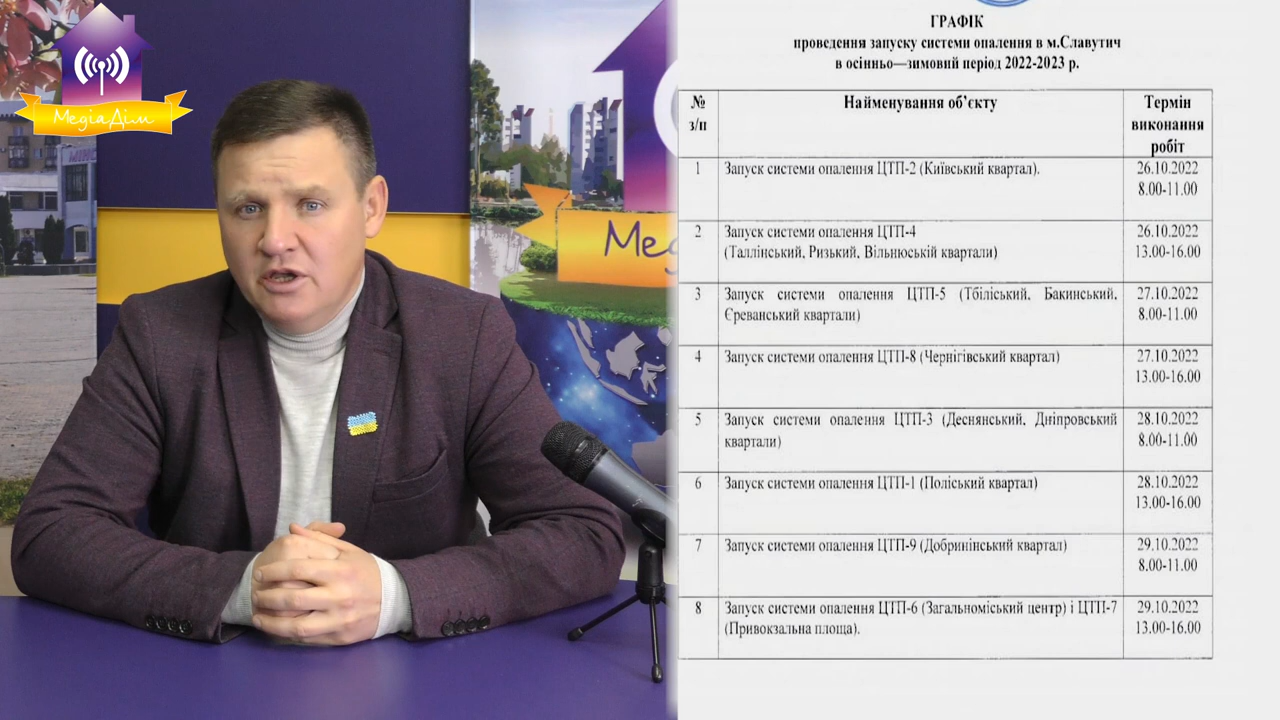 МедіаДім
Ме
ГРАФІК
проведення запуску системи опалення в м.Славутич
в осінньо—зимовий період 2022-2023 р.
№ з/п
Найменування об’єкту
Термін виконання робіт
1
Запуск системи опалення ЦТП-2 (Київський квартал).
26.10.2022
8.00-11.00
2
Запуск системи опалення ЦТП-4
(Таллінський, Ризький, Вільнюській квартали)
26.10.2022
13.00-16.00
3
Запуск системи опалення ЦТП-5 (Тбіліський, Бакинський,
Єреванський квартали)
27.10.2022
8.00-11.00
4
Запуск системи опалення ЦТП-8 (Чернігівський квартал)
27.10.2022
13.00-16.00
5
Запуск системи опалення ЦТП-3 (Деснянський, Дніпровський
квартали)
28.10.2022
8.00-11.00
6
Запуск системи опалення ЦТП-1 (Поліський квартал)
28.10.2022
13.00-16.00
7
Запуск системи опалення ЦТП-9 (Добринінський квартал)
29.10.2022
8.00-11.00
8
Запуск системи опалення ЦТП-6 (Загальноміський центр) і ЦТП-7
(Привокзальна площа).
29.10.2022
13.00-16.00